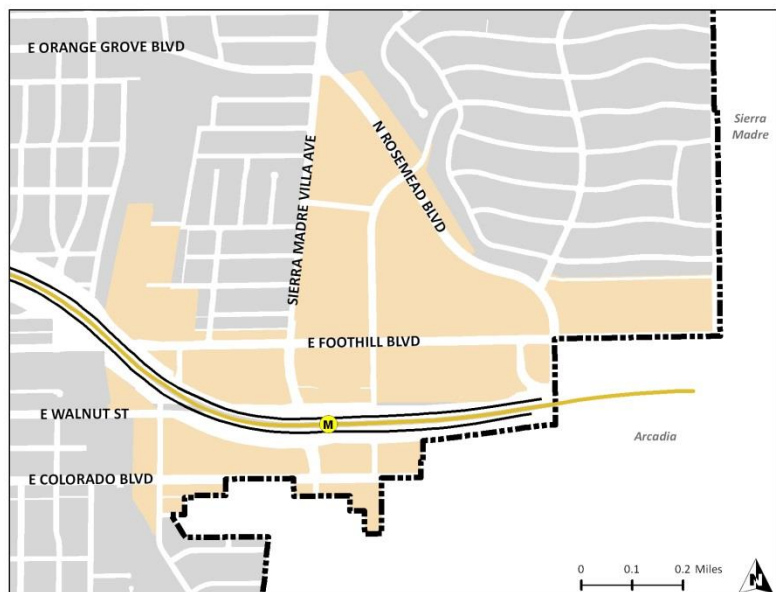 E ORANGE GROVE BLVD
Sierra
Madre
N ROSEMEAD BLVD
SIERRA MADRE VILLA AVE
E FOOTHILL BLVD
M
E WALNUT ST
Arcadia
E COLORADO BLVD
0 0.1 0.2 Miles
N